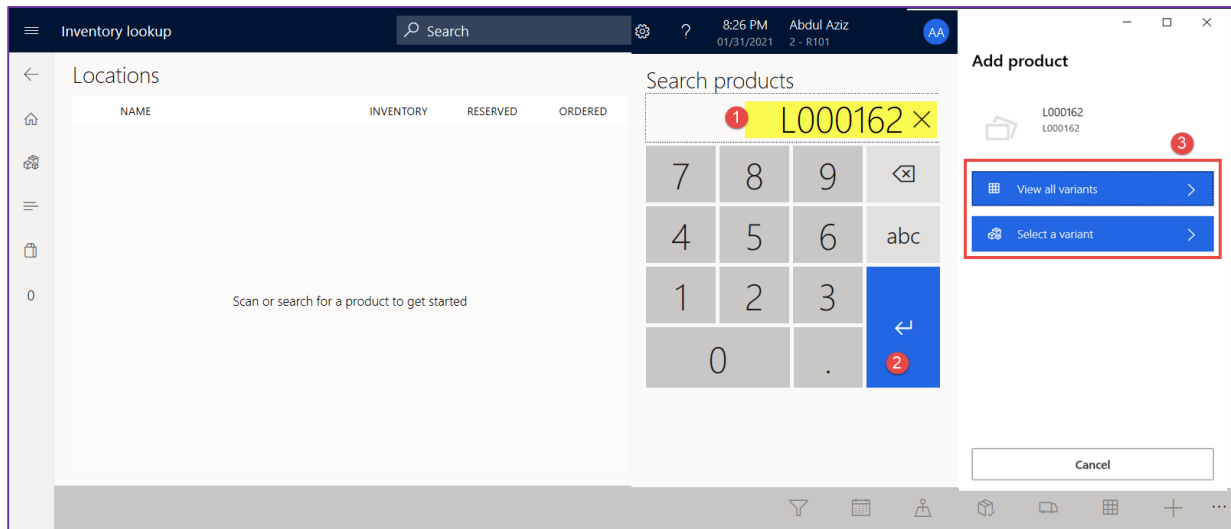 Inventory lookup
Search
?
8:26 PM
01/31/2021
Abdul Aziz
2 - R101
AA
Locations
NAME INVENTORY RESERVED ORDERED
0
Scan or search for a product to get started
Search products
1
L000162
7 8 9
4 5 6 abc
1 2 3
0 .
2
Add product
L000162
L000162
3
View all variants
Select a variant
Cancel